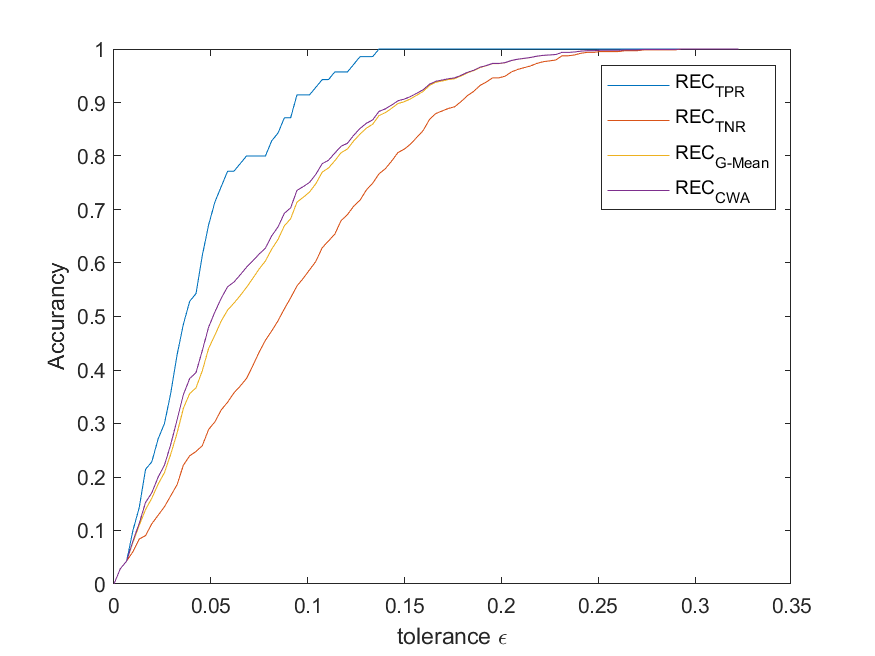 1
0.9
0.8
0.7
0.6
0.5
0.4
0.3
0.2
0.1
0
Accurancy
0 0.05 0.1 0.15 0.2 0.25 0.3 0.35
tolerance ϵ
REC_TPR
REC_TNR
REC_G-Mean
REC_CWA